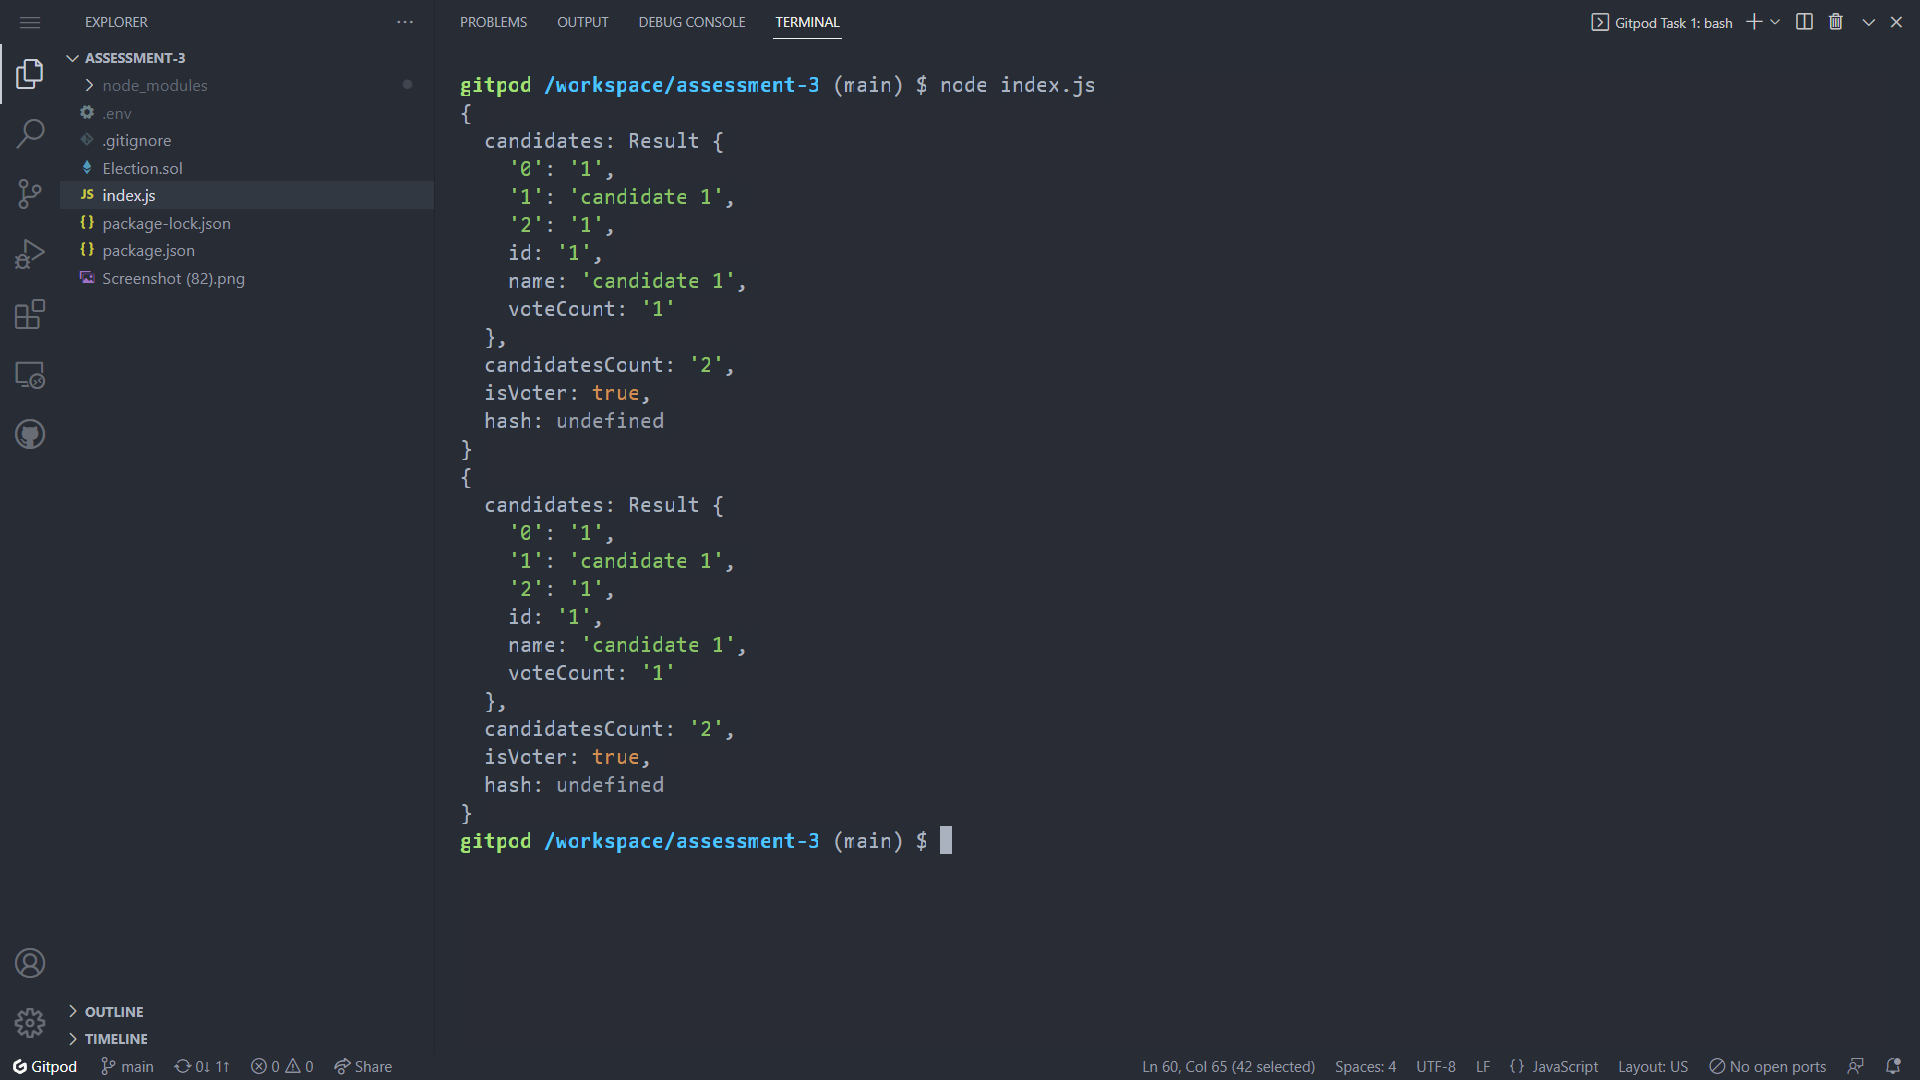 EXPLORER
ASSESSMENT-3
node_modules
.env
.gitignore
Election.sol
JS index.js
{} package-lock.json
{} package.json
Screenshot (82).png
OUTLINE
TIMELINE
PROBLEMS OUTPUT DEBUG CONSOLE TERMINAL
Gitpod Task 1: bash
gitpod /workspace/assessment-3 (main) $ node index.js
{
  candidates: Result {
    '0': '1',
    '1': 'candidate 1',
    '2': '1',
    id: '1',
    name: 'candidate 1',
    voteCount: '1'
  },
  candidatesCount: '2',
  isVoter: true,
  hash: undefined
}
{
  candidates: Result {
    '0': '1',
    '1': 'candidate 1',
    '2': '1',
    id: '1',
    name: 'candidate 1',
    voteCount: '1'
  },
  candidatesCount: '2',
  isVoter: true,
  hash: undefined
}
gitpod /workspace/assessment-3 (main) $
Gitpod main 0↓ 1↑ 0 0 Share Ln 60, Col 65 (42 selected) Spaces: 4 UTF-8 LF {} JavaScript Layout: US No open ports